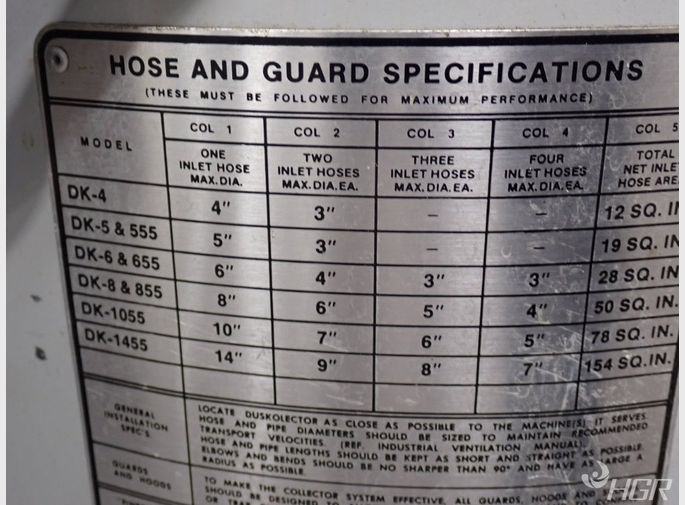 HOSE AND GUARD SPECIFICATIONS
(THESE MUST BE FOLLOWED FOR MAXIMUM PERFORMANCE)
MODEL COL 1 COL 2 COL 3 COL 4 COL 5
ONE INLET HOSE MAX.DIA. TWO INLET HOSES MAX.DIA.EA. THREE INLET HOSES MAX.DIA.EA. FOUR INLET HOSES MAX.DIA.EA. TOTAL NET INLE HOSE ARE
DK-4 4" 3" – – 12 SQ. IN
DK-5 & 555 5" 3" – – 19 SQ. IN
DK-6 & 655 6" 4" 3" 3" 28 SQ. IN
DK-8 & 855 8" 6" 5" 4" 50 SQ. IN.
DK-1055 10" 7" 6" 5" 78 SQ. IN.
DK-1455 14" 9" 8" 7" 154 SQ. IN.
GENERAL INSTALLATION SPEC'S
LOCATE DUSKOLECTOR AS CLOSE AS POSSIBLE TO THE MACHINE(S) IT SERVES.
HOSE AND PIPE DIAMETERS SHOULD BE SIZED TO MAINTAIN RECOMMENDED
TRANSPORT VELOCITIES. (REF. INDUSTRIAL VENTILATION MANUAL).
HOSE AND PIPE LENGTHS SHOULD BE KEPT AS SHORT AND STRAIGHT AS POSSIBLE
ELBOWS AND BENDS SHOULD BE NO SHARPER THAN 90° AND HAVE AS LARGE A
RADIUS AS POSSIBLE.
GUARDS AND HOODS
TO MAKE THE COLLECTOR SYSTEM EFFECTIVE, ALL GUARDS, HOODS AND
SHOULD BE DESIGNED TO
HGR